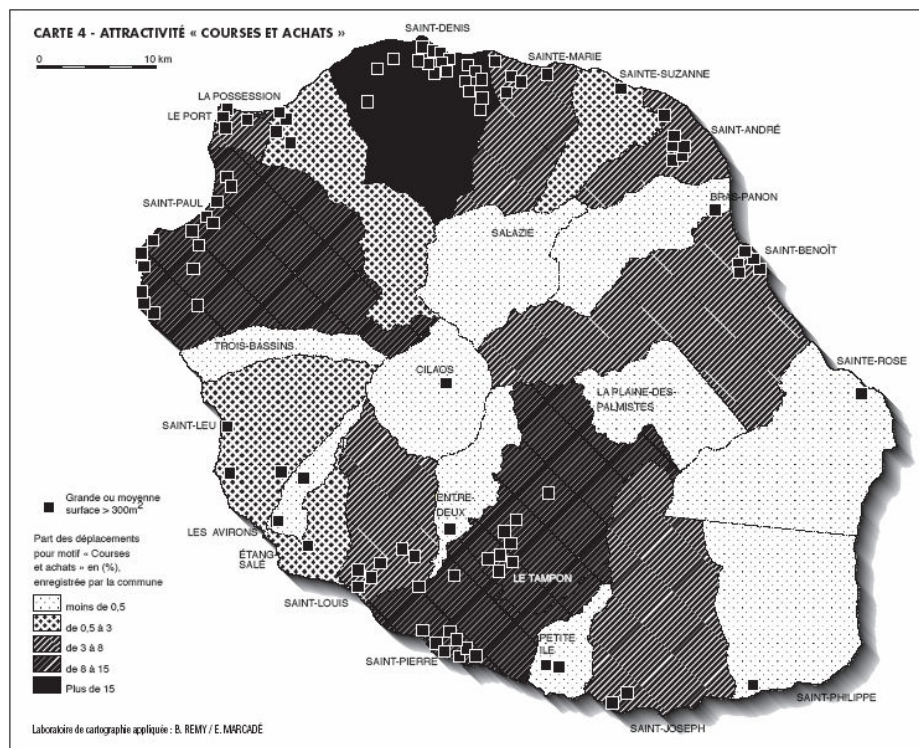 CARTE 4 - ATTRACTIVITÉ « COURSES ET ACHATS »
0 10 km
SAINT-DENIS
SAINTE-MARIE
SAINTE-SUZANNE
LA POSSESSION
LE PORT
SAINT-ANDRÉ
BRAS-PANON
SAINT-PAUL
SALAZIE
SAINT-BENOÎT
TROIS-BASSINS
CILAOS
SAINTE-ROSE
LA PLAINE-DES-
PALMISTES
SAINT-LEU
ENTRE-
DEUX
LES AVIRONS
ÉTANG
SALÉ
LE TAMPON
SAINT-LOUIS
PETITE
ILE
SAINT-PIERRE
SAINT-PHILIPPE
SAINT-JOSEPH
Grande ou moyenne
surface > 300m2
Part des déplacements
pour motif « Courses
et achats » en (%),
enregistrée par la commune
moins de 0,5
de 0,5 à 3
de 3 à 8
de 8 à 15
Plus de 15
Laboratoire de cartographie appliquée : B. REMY / E. MARCADÉ